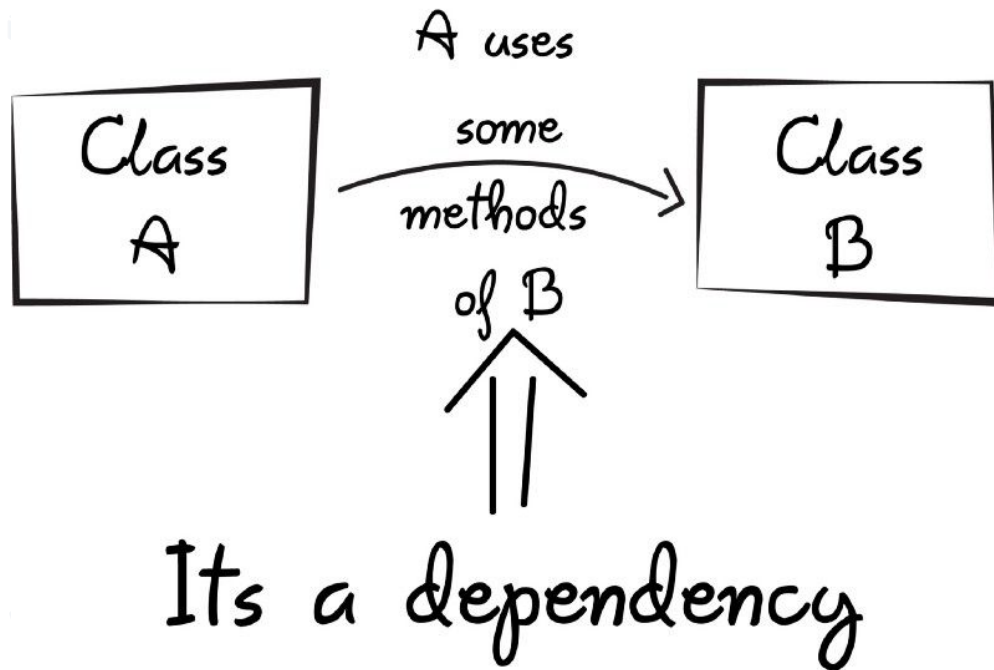 Class
A
A uses
some
methods
of B
Class
B
Its a dependency